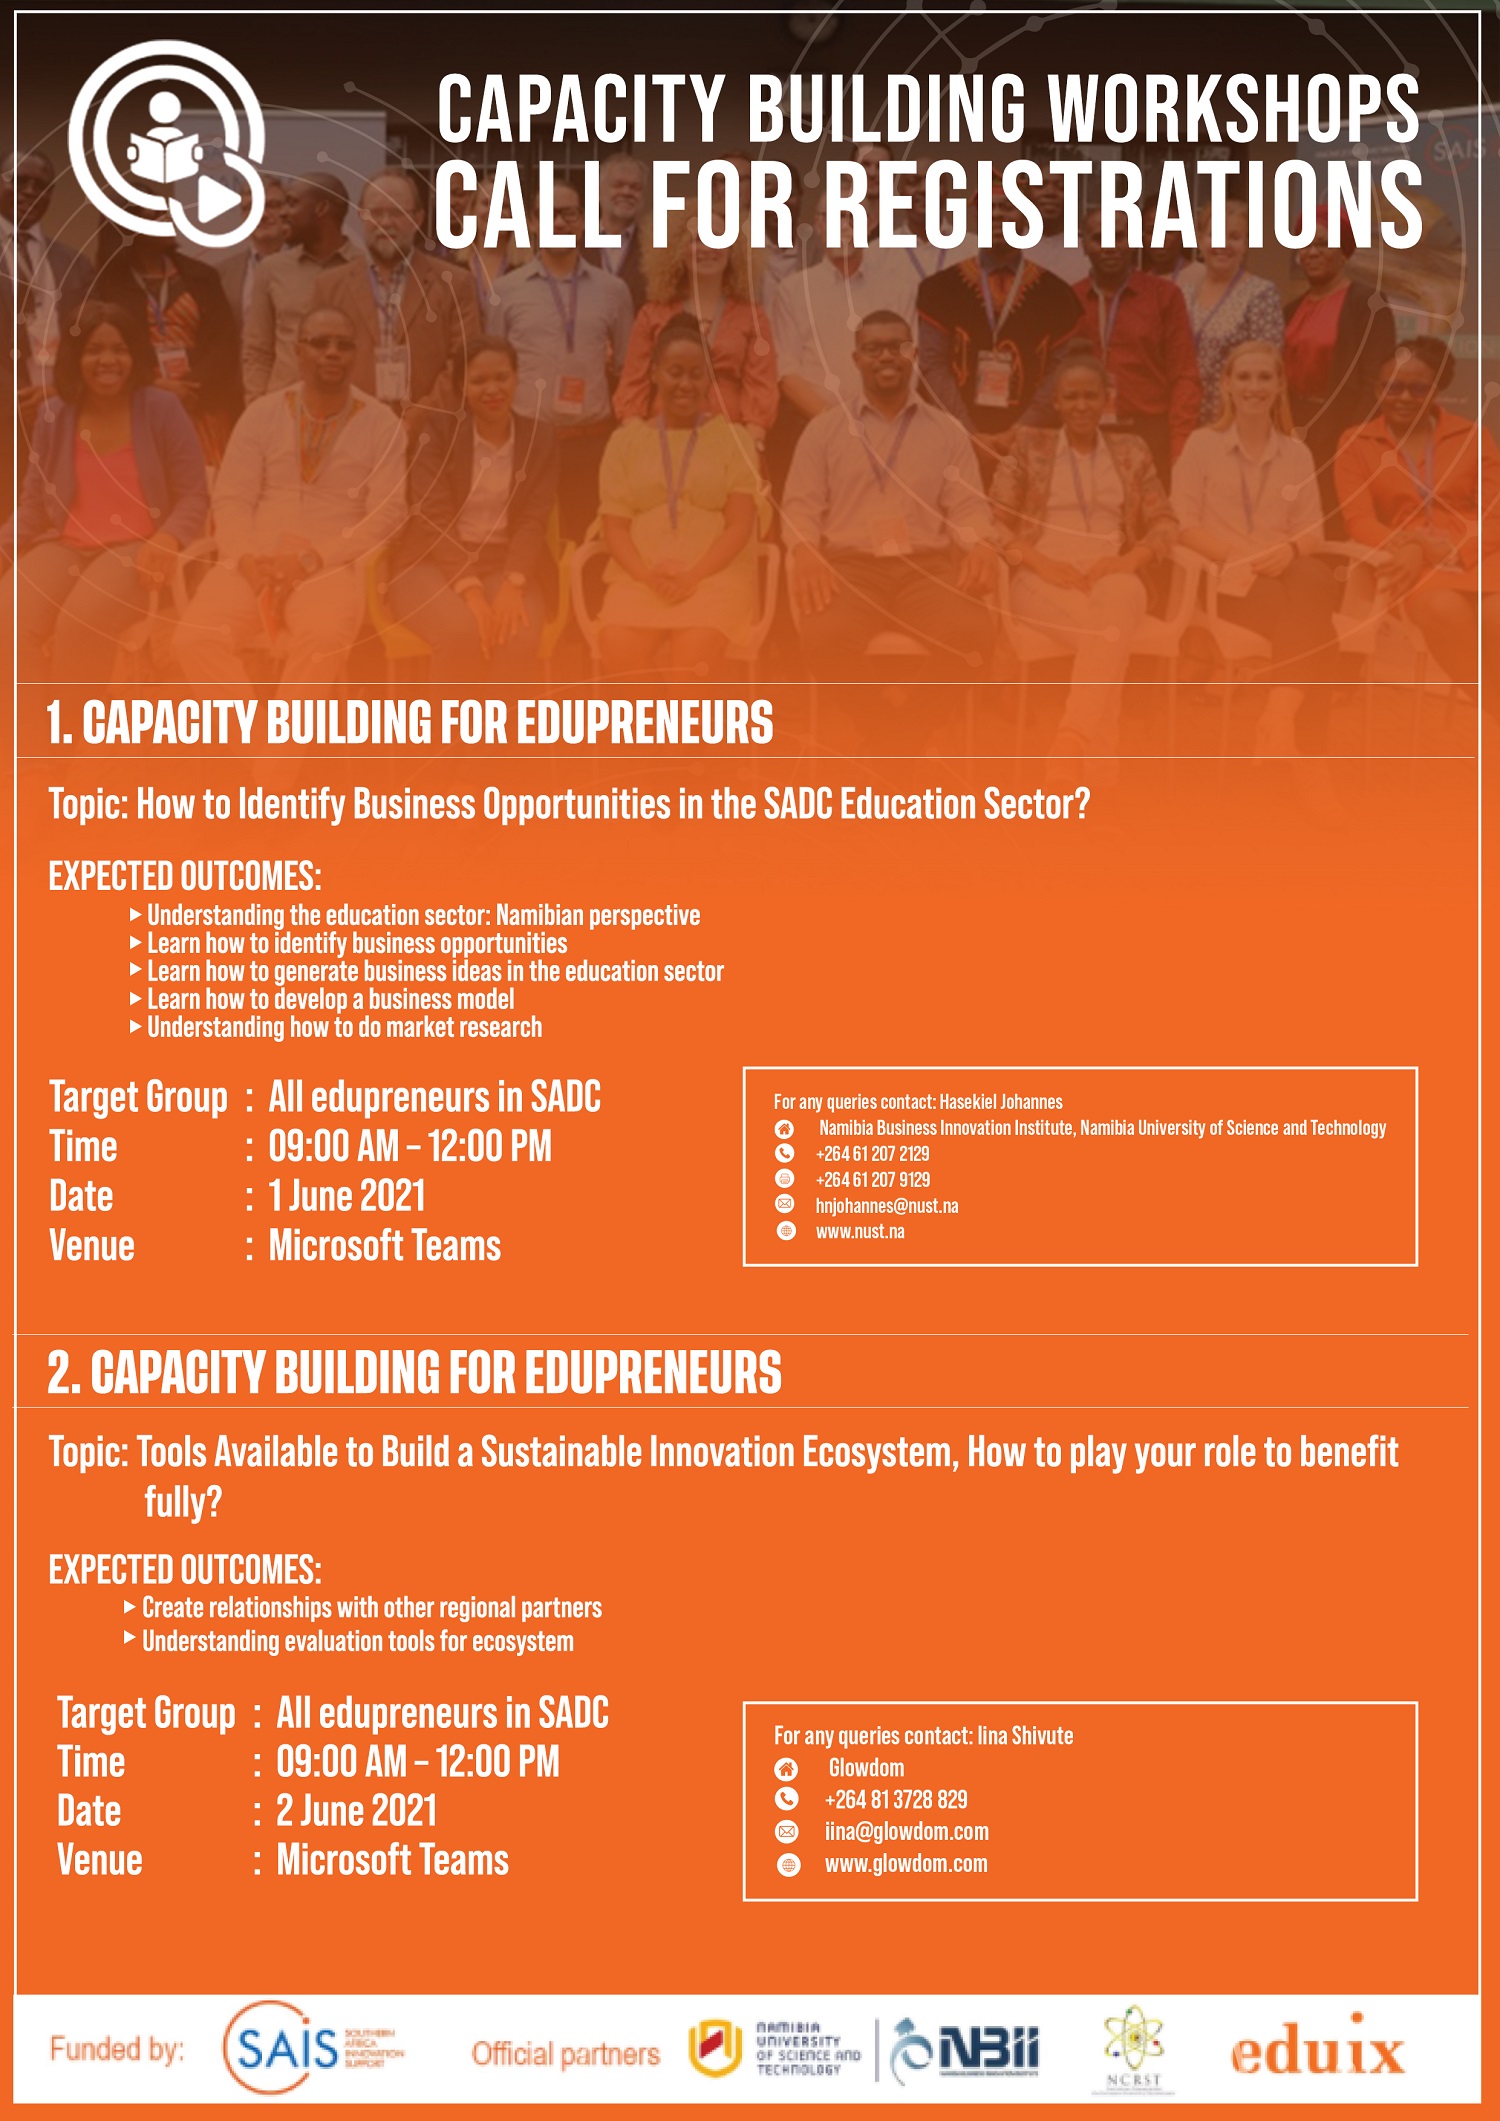 CAPACITY BUILDING WORKSHOPS
CALL FOR REGISTRATIONS
SAIS
1. CAPACITY BUILDING FOR EDUPRENEURS
Topic: How to Identify Business Opportunities in the SADC Education Sector?
EXPECTED OUTCOMES:
Understanding the education sector: Namibian perspective
Learn how to identify business opportunities
Learn how to generate business ideas in the education sector
Learn how to develop a business model
Understanding how to do market research
Target Group : All edupreneurs in SADC
Time : 09:00 AM – 12:00 PM
Date : 1 June 2021
Venue : Microsoft Teams
For any queries contact: Hasekiel Johannes
Namibia Business Innovation Institute, Namibia University of Science and Technology
+264 61 207 2129
+264 61 207 9129
hnjohannes@nust.na
www.nust.na
2. CAPACITY BUILDING FOR EDUPRENEURS
Topic: Tools Available to Build a Sustainable Innovation Ecosystem, How to play your role to benefit
fully?
EXPECTED OUTCOMES:
Create relationships with other regional partners
Understanding evaluation tools for ecosystem
Target Group : All edupreneurs in SADC
Time : 09:00 AM – 12:00 PM
Date : 2 June 2021
Venue : Microsoft Teams
For any queries contact: Iina Shivute
Glowdom
+264 81 3728 829
iina@glowdom.com
www.glowdom.com
Funded by:
SAiS
SOUTHERN
AFRICA
INNOVATION
SUPPORT
Official partners
NAMIBIA
UNIVERSITY
OF SCIENCE AND
TECHNOLOGY
NBii
NCRST
eduix